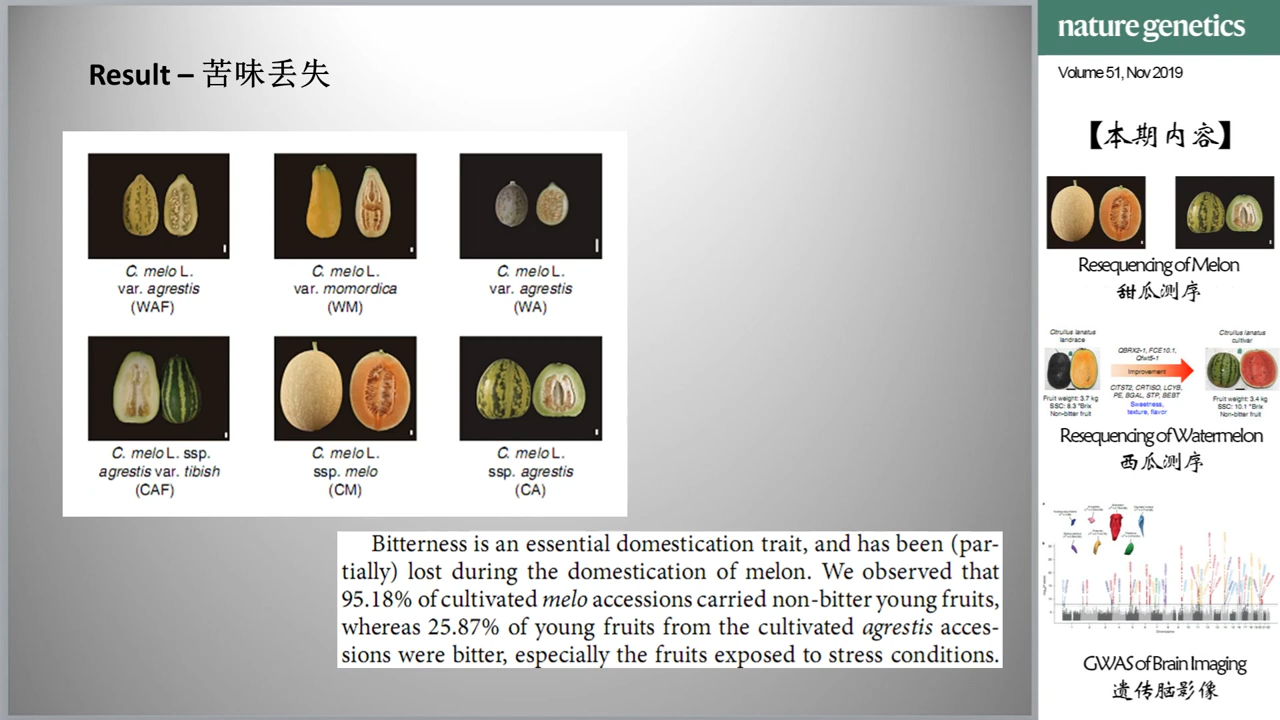 Result – 苦味丢失
C. melo L.
var. agrestis
(WAF)
C. melo L.
var. momordica
(WM)
C. melo L.
var. agrestis
(WA)
C. melo L. ssp.
agrestis var. tibish
(CAF)
C. melo L.
ssp. melo
(CM)
C. melo L.
ssp. agrestis
(CA)
Bitterness is an essential domestication trait, and has been (par-
tially) lost during the domestication of melon. We observed that
95.18% of cultivated melo accessions carried non-bitter young fruits,
whereas 25.87% of young fruits from the cultivated agrestis acces-
sions were bitter, especially the fruits exposed to stress conditions.
nature genetics
Volume 51, Nov 2019
【本期内容】
Resequencing of Melon
甜瓜测序
Citrullus lanatus
landrace
Fruit weight: 3.7 kg
SSC: 8.3 °Brix
Non-bitter fruit
QBRX2-1, FCE10.1,
Qfwt5-1
Improvement
ClTST2, CRTISO, LCYB,
PE, BGAL, STP, BEBT
Sweetness,
texture, flavor
Citrullus lanatus
cultivar
Fruit weight: 3.4 kg
SSC: 10.1 °Brix
Non-bitter fruit
Resequencing of Watermelon
西瓜测序
GWAS of Brain Imaging
遗传脑影像